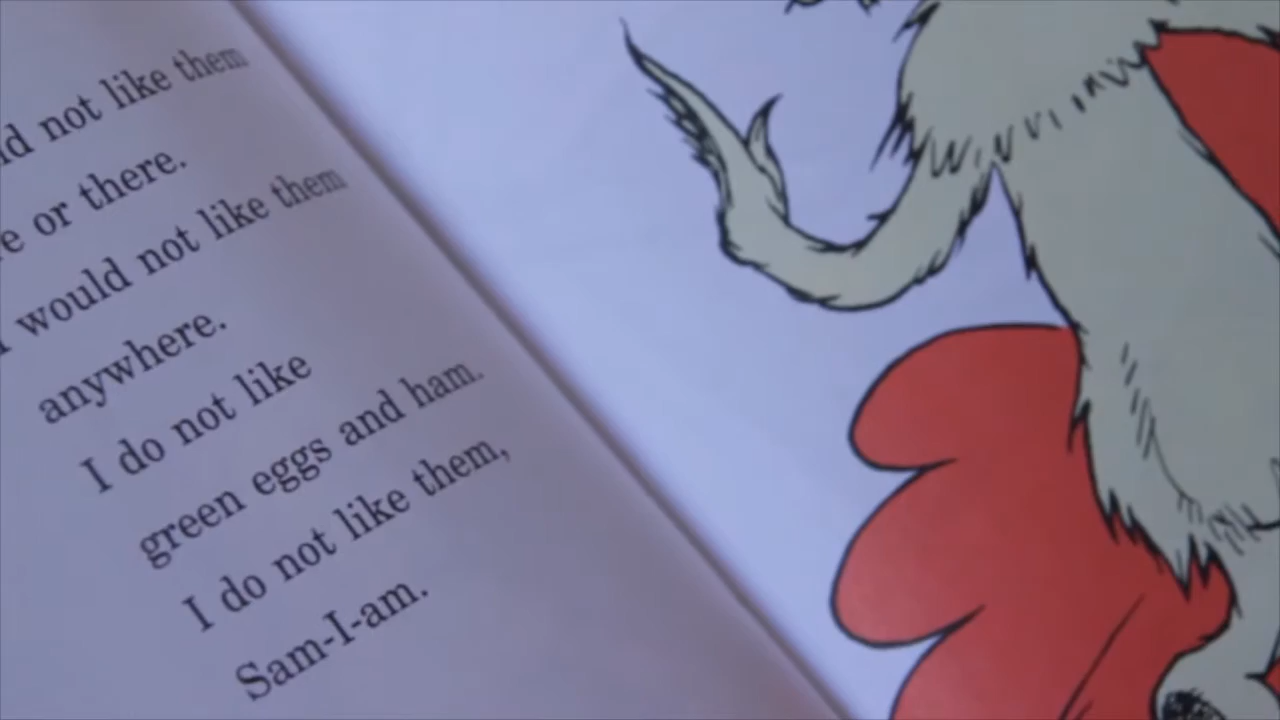 not like them
or there.
would not like them
anywhere.
I do not like
green eggs and ham.
I do not like them,
Sam-I-am.